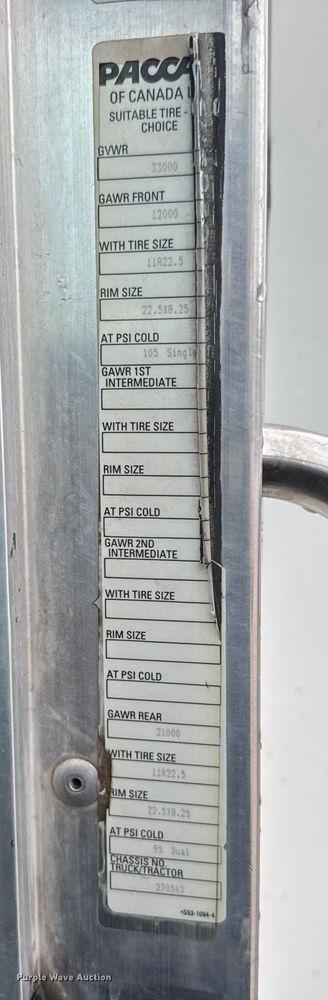 PACCA
OF CANADA L
SUITABLE TIRE -
CHOICE
GVWR
33000
GAWR FRONT
12000
WITH TIRE SIZE
11R22.5
RIM SIZE
22.5X8.25
AT PSI COLD
105 Single
GAWR 1ST
INTERMEDIATE
WITH TIRE SIZE
RIM SIZE
AT PSI COLD
GAWR 2ND
INTERMEDIATE
WITH TIRE SIZE
RIM SIZE
AT PSI COLD
GAWR REAR
21000
WITH TIRE SIZE
11R22.5
RIM SIZE
22.5X8.25
AT PSI COLD
95 Dual
CHASSIS NO.
TRUCK/TRACTOR
270343
•S53-1094-4
Purple Wave Auction